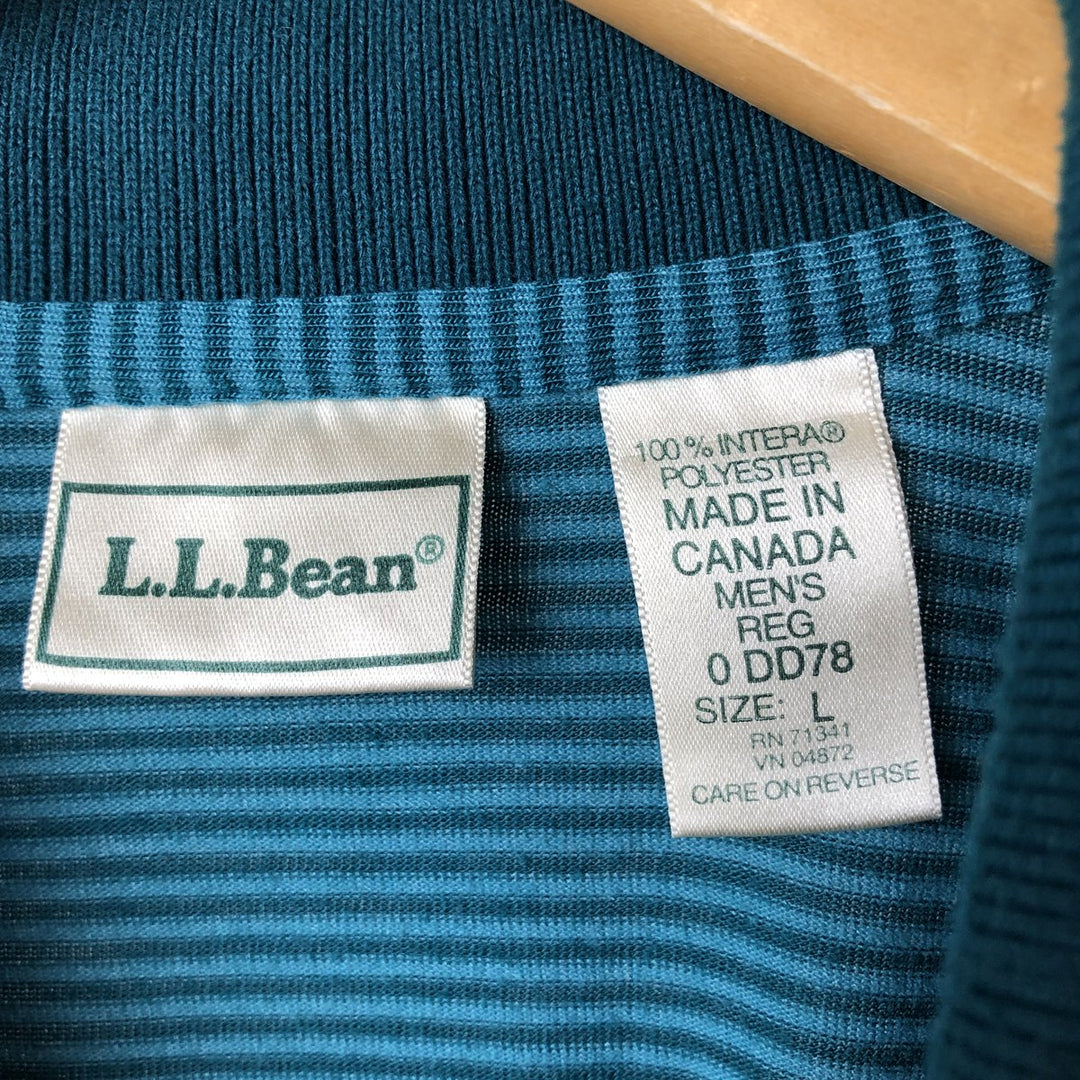 L.L.Bean®
100% INTERA®
POLYESTER
MADE IN
CANADA
MEN'S
REG
0 DD78
SIZE: L
RN 71341
VN 04872
CARE ON REVERSE